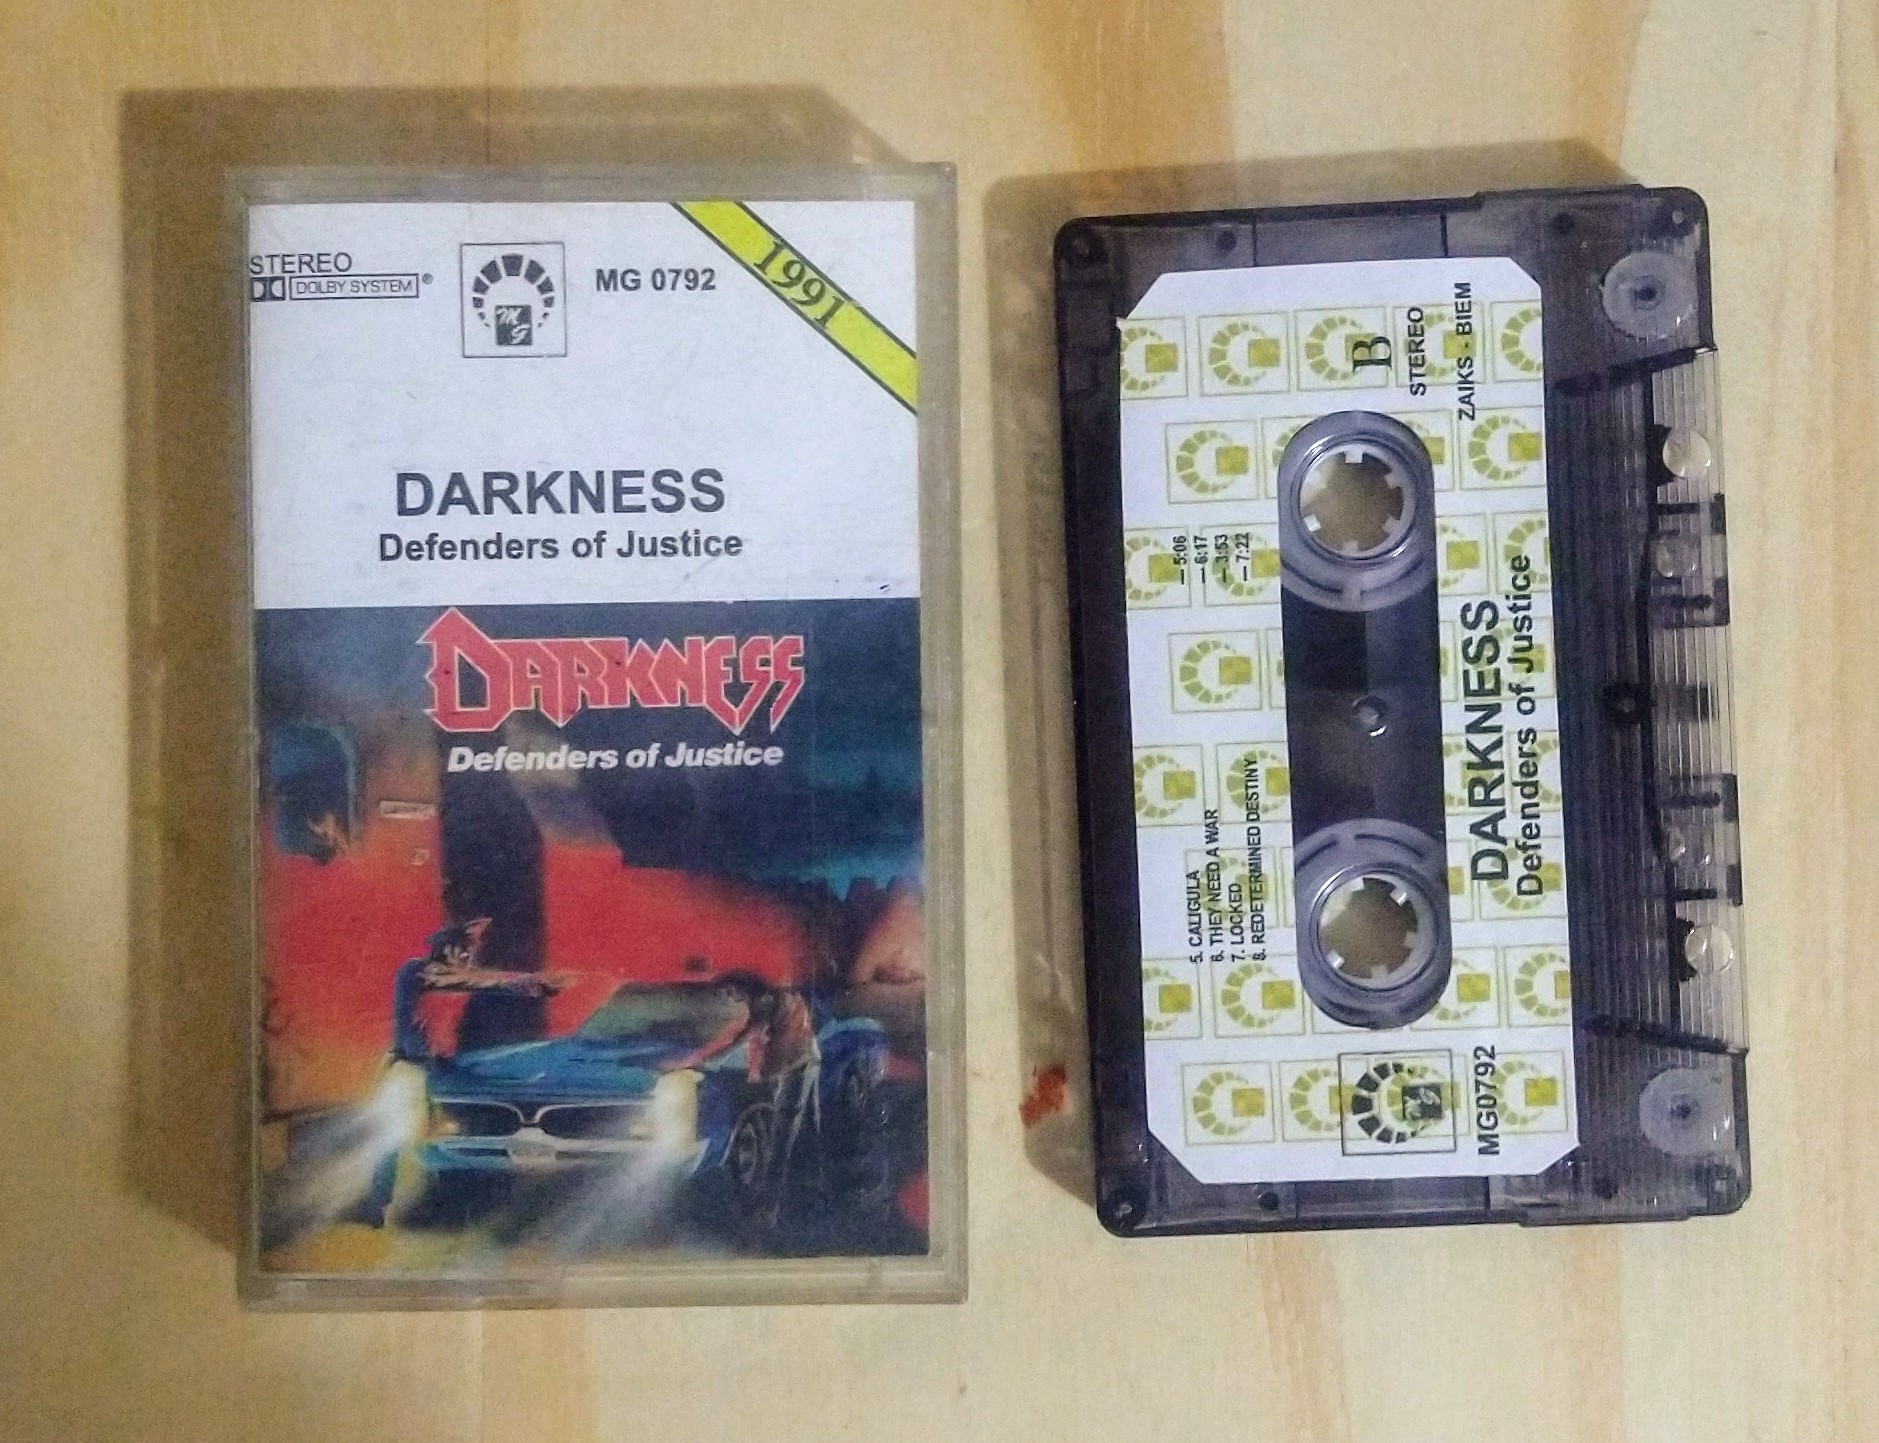 STEREO
DOLBY SYSTEM®
MG
MG 0792
1991
DARKNESS
Defenders of Justice
DARKNESS
Defenders of Justice
5. CALIGULA — 5:06
6. THEY NEED A WAR — 6:17
7. LOCKED — 3:53
8. REDETERMINED DESTINY — 7:22
B
STEREO
ZAIKS - BIEM
DARKNESS
Defenders of Justice
MG
MG0792